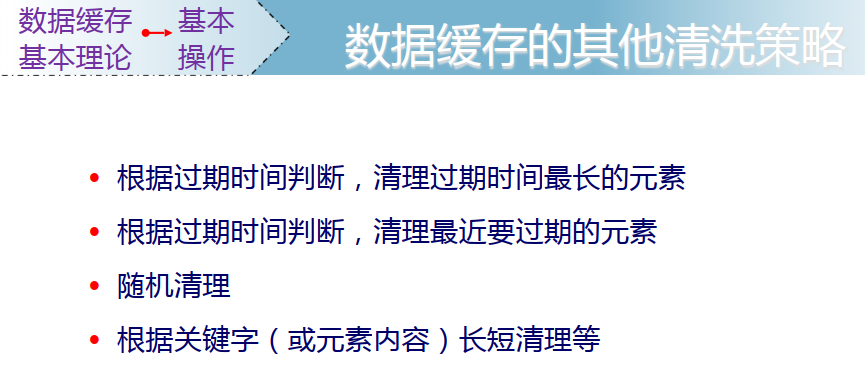 数据缓存 基本
基本理论 操作
数据缓存的其他清洗策略
• 根据过期时间判断，清理过期时间最长的元素
• 根据过期时间判断，清理最近要过期的元素
• 随机清理
• 根据关键字（或元素内容）长短清理等